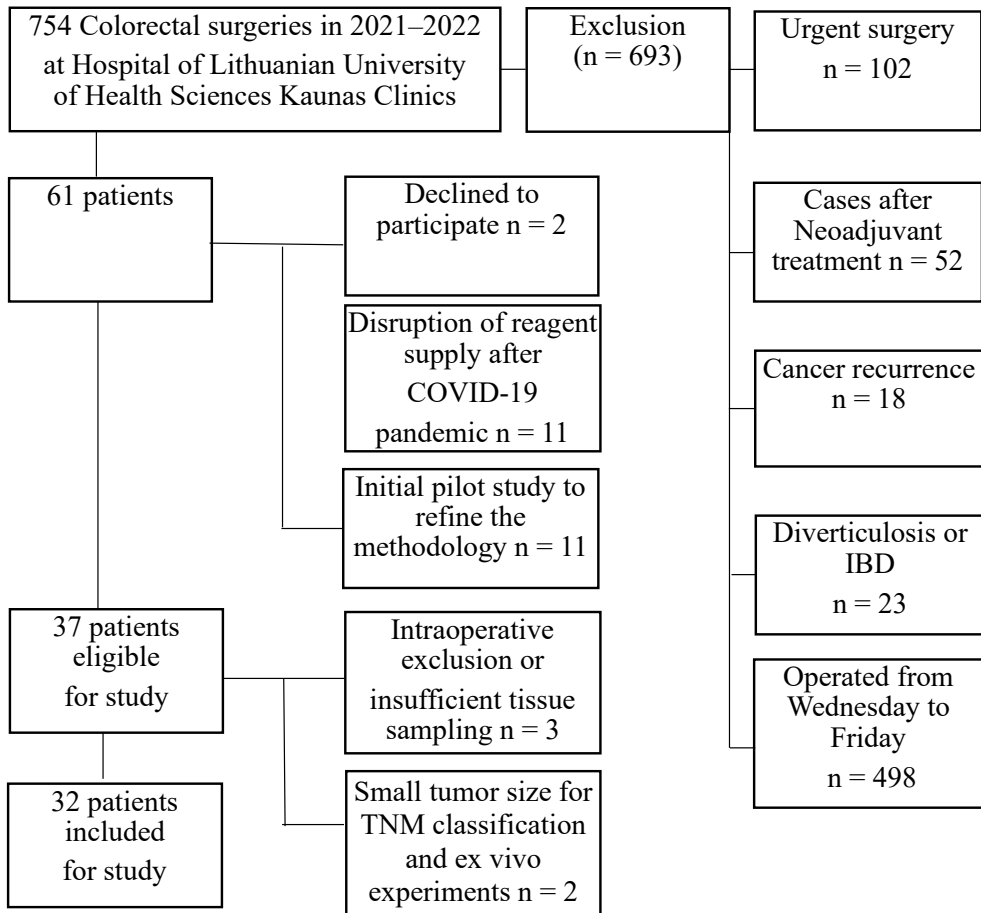 754 Colorectal surgeries in 2021–2022
at Hospital of Lithuanian University
of Health Sciences Kaunas Clinics
Exclusion
(n = 693)
Urgent surgery
n = 102
61 patients
Declined to
participate n = 2
Cases after
Neoadjuvant
treatment n = 52
Disruption of reagent
supply after
COVID-19
pandemic n = 11
Cancer recurrence
n = 18
Initial pilot study to
refine the
methodology n = 11
Diverticulosis or
IBD
n = 23
37 patients
eligible
for study
Intraoperative
exclusion or
insufficient tissue
sampling n = 3
Operated from
Wednesday to
Friday
n = 498
32 patients
included
for study
Small tumor size for
TNM classification
and ex vivo
experiments n = 2